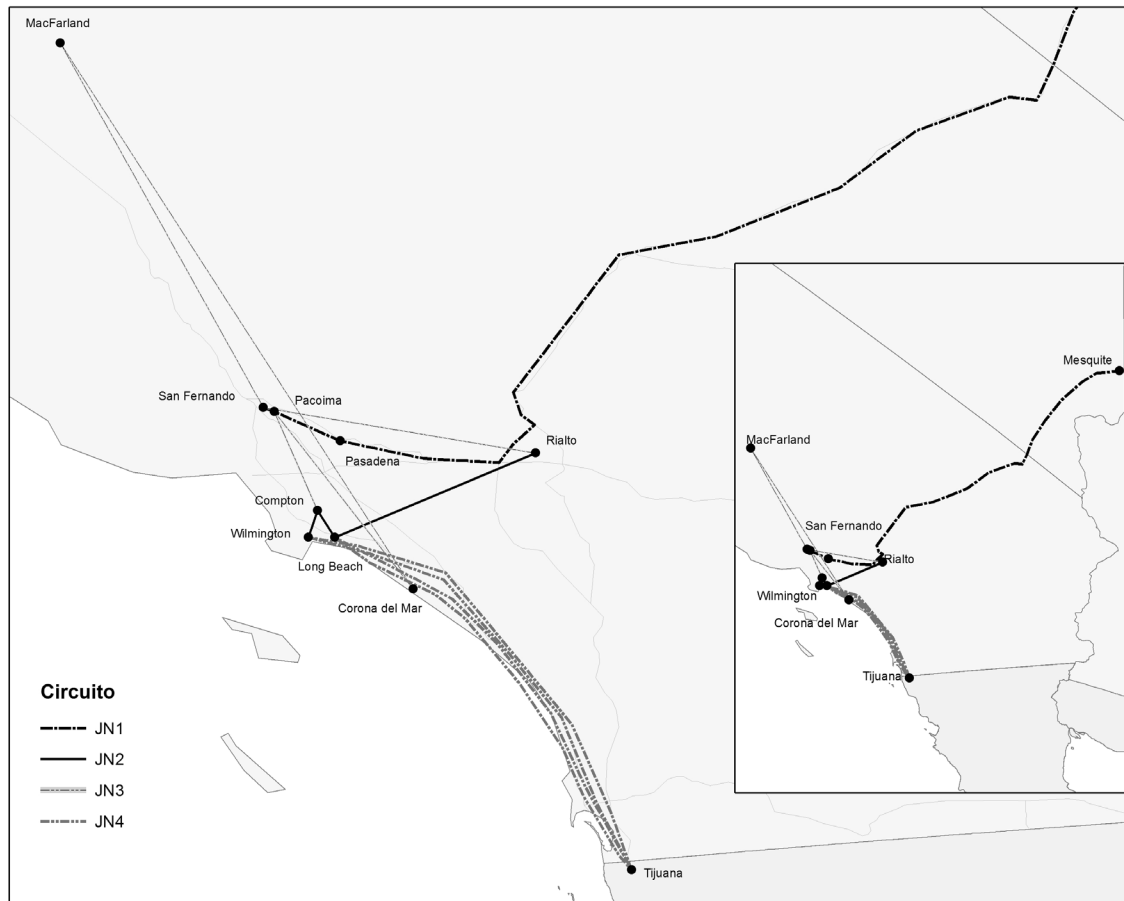 MacFarland
San Fernando
Pacoima
Pasadena
Rialto
Compton
Wilmington
Long Beach
Corona del Mar
Tijuana
Circuito
JN1
JN2
JN3
JN4
Mesquite
MacFarland
San Fernando
Rialto
Wilmington
Corona del Mar
Tijuana